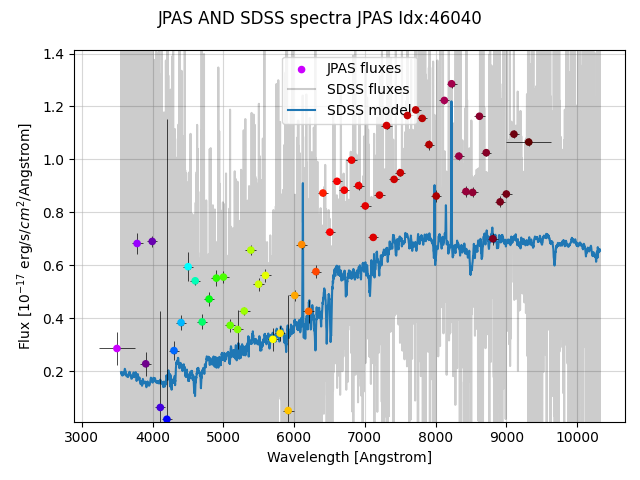 JPAS AND SDSS spectra JPAS Idx:46040
JPAS fluxes
SDSS fluxes
SDSS model
1.4
1.2
1.0
0.8
0.6
0.4
0.2
Flux [10⁻¹⁷ erg/s/cm²/Angstrom]
3000 4000 5000 6000 7000 8000 9000 10000
Wavelength [Angstrom]